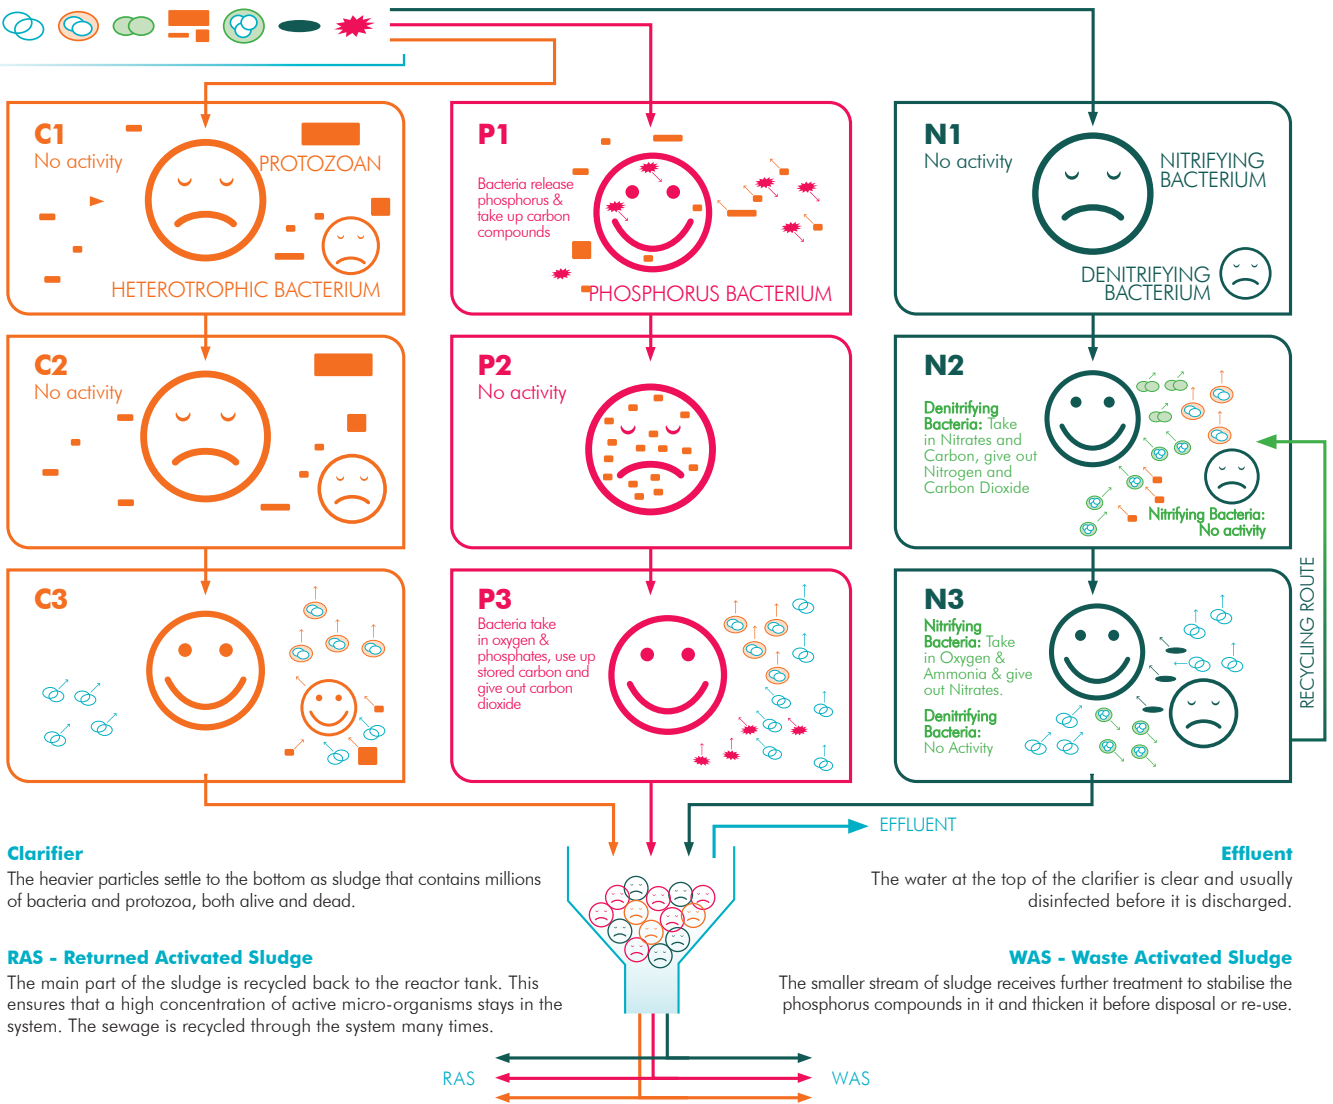 C1
No activity
PROTOZOAN
HETEROTROPHIC BACTERIUM
P1
Bacteria release
phosphorus &
take up carbon
compounds
PHOSPHORUS BACTERIUM
N1
No activity
NITRIFYING
BACTERIUM
DENITRIFYING
BACTERIUM
C2
No activity
P2
No activity
N2
Denitrifying
Bacteria: Take
in Nitrates and
Carbon, give out
Nitrogen and
Carbon Dioxide
Nitrifying Bacteria:
No activity
C3
P3
Bacteria take
in oxygen &
phosphates, use up
stored carbon and
give out carbon
dioxide
N3
Nitrifying
Bacteria: Take
in Oxygen &
Ammonia & give
out Nitrates.
Denitrifying
Bacteria:
No Activity
RECYCLING ROUTE
EFFLUENT
Clarifier
The heavier particles settle to the bottom as sludge that contains millions
of bacteria and protozoa, both alive and dead.
Effluent
The water at the top of the clarifier is clear and usually
disinfected before it is discharged.
RAS - Returned Activated Sludge
The main part of the sludge is recycled back to the reactor tank. This
ensures that a high concentration of active micro-organisms stays in the
system. The sewage is recycled through the system many times.
WAS - Waste Activated Sludge
The smaller stream of sludge receives further treatment to stabilise the
phosphorus compounds in it and thicken it before disposal or re-use.
RAS
WAS